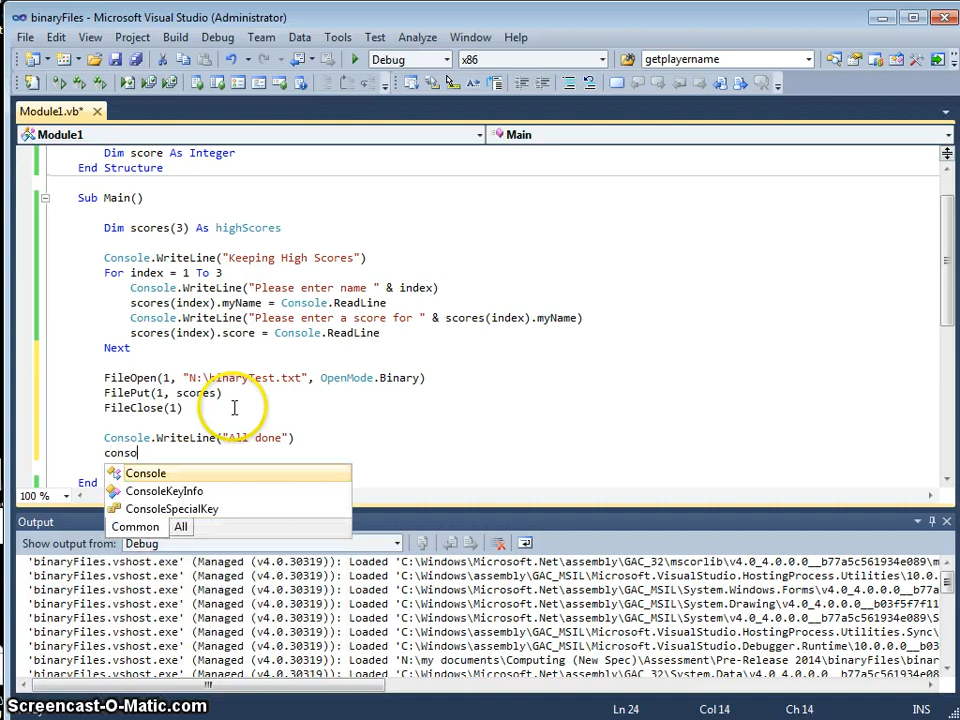 binaryFiles - Microsoft Visual Studio (Administrator)
File Edit View Project Build Debug Team Data Tools Test Analyze Window Help
Debug x86 getplayername
Module1.vb*
Module1 Main
Dim score As Integer
End Structure
Sub Main()
Dim scores(3) As highScores
Console.WriteLine("Keeping High Scores")
For index = 1 To 3
Console.WriteLine("Please enter name " & index)
scores(index).myName = Console.ReadLine
Console.WriteLine("Please enter a score for " & scores(index).myName)
scores(index).score = Console.ReadLine
Next
FileOpen(1, "N:\binaryTest.txt", OpenMode.Binary)
FilePut(1, scores)
FileClose(1)
Console.WriteLine("All done")
conso
Console
End
ConsoleKeyInfo
100 %
ConsoleSpecialKey
Common All
Output
Show output from: Debug
'binaryFiles.vshost.exe' (Managed (v4.0.30319)): Loaded 'C:\Windows\Microsoft.Net\assembly\GAC_32\mscorlib\v4.0_4.0.0.0__b77a5c561934e089\m
'binaryFiles.vshost.exe' (Managed (v4.0.30319)): Loaded 'C:\Windows\assembly\GAC_MSIL\Microsoft.VisualStudio.HostingProcess.Utilities\10.0.
'binaryFiles.vshost.exe' (Managed (v4.0.30319)): Loaded 'C:\Windows\Microsoft.Net\assembly\GAC_MSIL\System.Windows.Forms\v4.0_4.0.0.0__b77a
'binaryFiles.vshost.exe' (Managed (v4.0.30319)): Loaded 'C:\Windows\Microsoft.Net\assembly\GAC_MSIL\System.Drawing\v4.0_4.0.0.0__b03f5f7f11
'binaryFiles.vshost.exe' (Managed (v4.0.30319)): Loaded 'C:\Windows\Microsoft.Net\assembly\GAC_MSIL\System\v4.0_4.0.0.0__b77a5c561934e089\S
'binaryFiles.vshost.exe' (Managed (v4.0.30319)): Loaded 'C:\Windows\assembly\GAC_MSIL\Microsoft.VisualStudio.HostingProcess.Utilities.Sync\
'binaryFiles.vshost.exe' (Managed (v4.0.30319)): Loaded 'C:\Windows\assembly\GAC_MSIL\Microsoft.VisualStudio.Debugger.Runtime\10.0.0.0__b03
'binaryFiles.vshost.exe' (Managed (v4.0.30319)): Loaded 'N:\my documents\Computing (New Spec)\Assessment\Pre-Release 2014\binaryFiles\binar
'binaryFiles.vshost.exe' (Managed (v4.0.30319)): Loaded 'C:\Windows\Microsoft.Net\assembly\GAC_32\System.Data\v4.0_4.0.0.0__b77a5c561934e08
Screencast-O-Matic.com
Ln 24 Col 14 Ch 14 INS